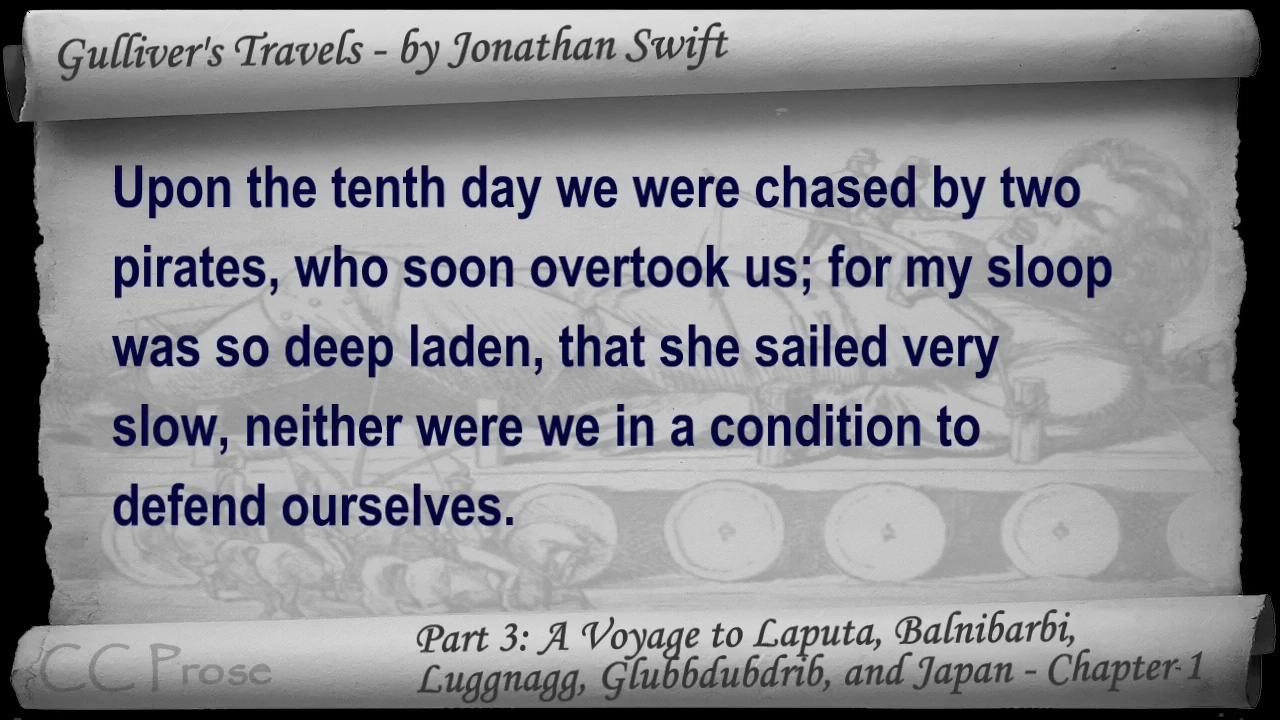 Gulliver's Travels - by Jonathan Swift
Upon the tenth day we were chased by two
pirates, who soon overtook us; for my sloop
was so deep laden, that she sailed very
slow, neither were we in a condition to
defend ourselves.
Part 3: A Voyage to Laputa, Balnibarbi,
Luggnagg, Glubbdubdrib, and Japan - Chapter 1
CC Prose